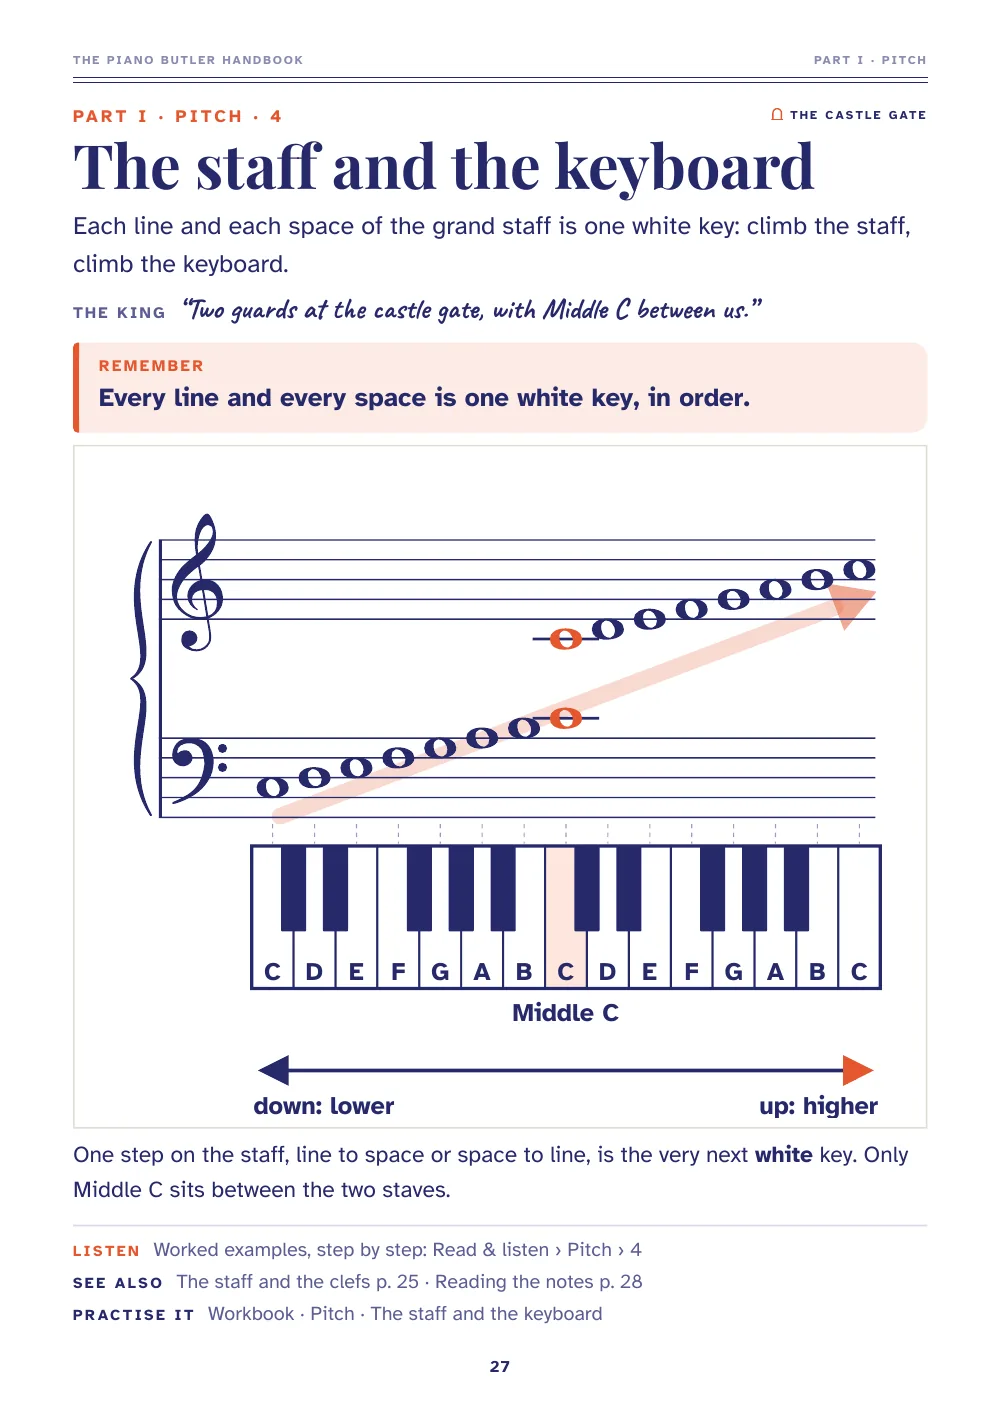 THE PIANO BUTLER HANDBOOK
PART I · PITCH
PART I · PITCH · 4
THE CASTLE GATE
The staff and the keyboard
Each line and each space of the grand staff is one white key: climb the staff,
climb the keyboard.
THE KING “Two guards at the castle gate, with Middle C between us.”
REMEMBER
Every line and every space is one white key, in order.
C D E F G A B C D E F G A B C
Middle C
down: lower
up: higher
One step on the staff, line to space or space to line, is the very next white key. Only
Middle C sits between the two staves.
LISTEN Worked examples, step by step: Read & listen › Pitch › 4
SEE ALSO The staff and the clefs p. 25 · Reading the notes p. 28
PRACTISE IT Workbook · Pitch · The staff and the keyboard
27